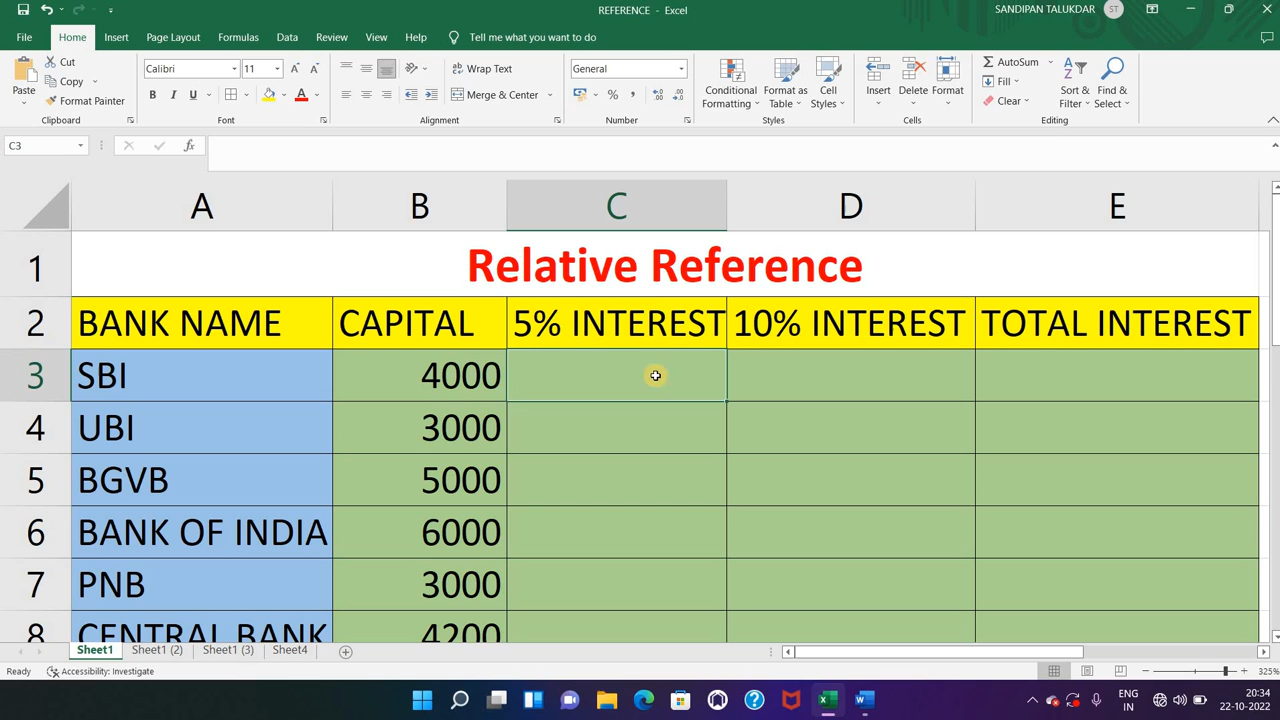 REFERENCE - Excel
SANDIPAN TALUKDAR
ST
File
Home
Insert
Page Layout
Formulas
Data
Review
View
Help
Tell me what you want to do
Paste
Cut
Copy
Format Painter
Clipboard
Calibri
11
A A
B I U
Font
Wrap Text
Merge & Center
Alignment
General
%
Number
Conditional Formatting
Format as Table
Cell Styles
Styles
Insert
Delete
Format
Cells
AutoSum
Fill
Clear
Sort & Filter
Find & Select
Editing
C3
fx
A B C D E
1 Relative Reference
2 BANK NAME CAPITAL 5% INTEREST 10% INTEREST TOTAL INTEREST
3 SBI 4000
4 UBI 3000
5 BGVB 5000
6 BANK OF INDIA 6000
7 PNB 3000
8 CENTRAL BANK 4200
Sheet1
Sheet1 (2)
Sheet1 (3)
Sheet4
Ready
Accessibility: Investigate
325%
ENG
IN
20:34
22-10-2022